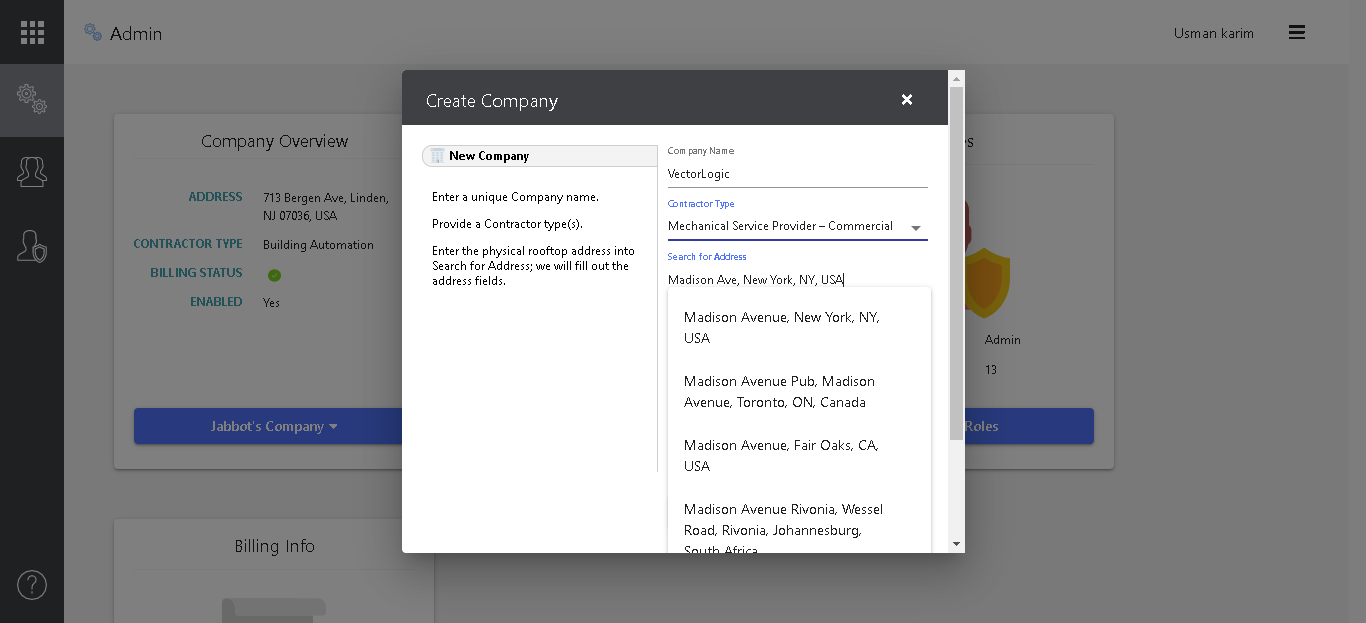 Admin
Usman karim
Create Company
Company Overview
ADDRESS
713 Bergen Ave, Linden,
NJ 07036, USA
CONTRACTOR TYPE
Building Automation
BILLING STATUS
ENABLED
Yes
Jabbot's Company
New Company
Enter a unique Company name.
Provide a Contractor type(s).
Enter the physical rooftop address into
Search for Address; we will fill out the
address fields.
Company Name
VectorLogic
Contractor Type
Mechanical Service Provider – Commercial
Search for Address
Madison Ave, New York, NY, USA
Madison Avenue, New York, NY,
USA
Madison Avenue Pub, Madison
Avenue, Toronto, ON, Canada
Madison Avenue, Fair Oaks, CA,
USA
Madison Avenue Rivonia, Wessel
Road, Rivonia, Johannesburg,
South Africa
Admin
13
Roles
Billing Info